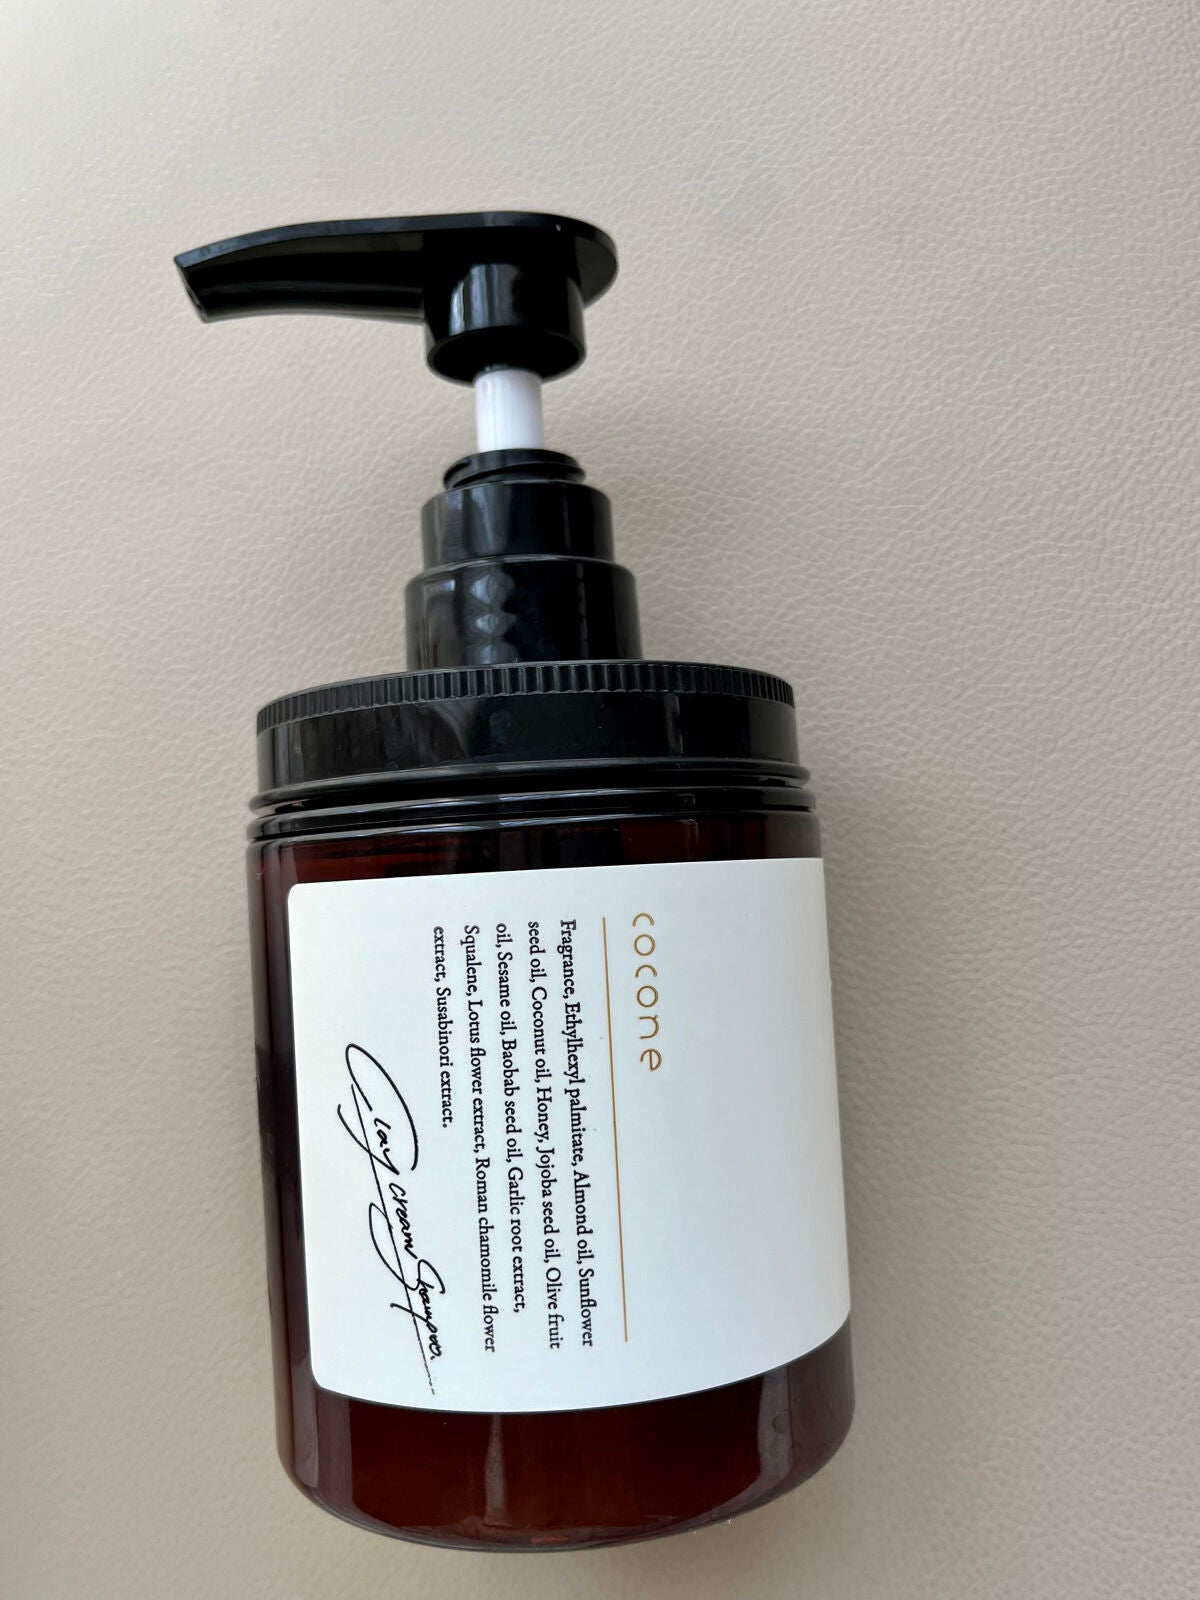 cocone
Fragrance, Ethylhexyl palmitate, Almond oil, Sunflower
seed oil, Coconut oil, Honey, Jojoba seed oil, Olive fruit
oil, Sesame oil, Baobab seed oil, Garlic root extract,
Squalene, Lotus flower extract, Roman chamomile flower
extract, Susabinori extract.
Clay cream Shampoo